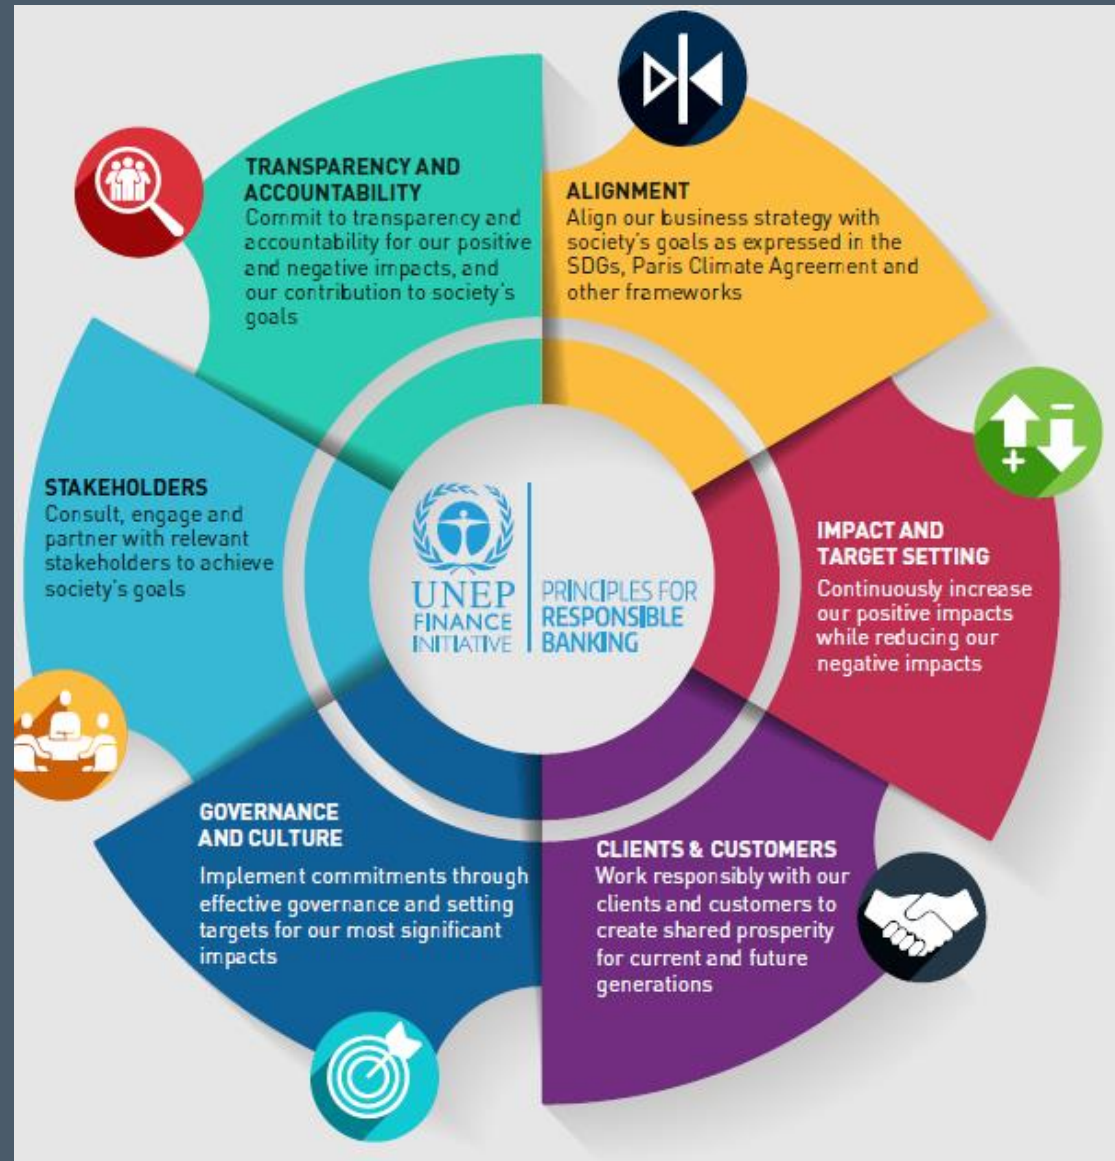 TRANSPARENCY AND
ACCOUNTABILITY
Commit to transparency and
accountability for our positive
and negative impacts, and
our contribution to society's
goals
ALIGNMENT
Align our business strategy with
society's goals as expressed in the
SDGs, Paris Climate Agreement and
other frameworks
IMPACT AND
TARGET SETTING
Continuously increase
our positive impacts
while reducing our
negative impacts
CLIENTS & CUSTOMERS
Work responsibly with our
clients and customers to
create shared prosperity
for current and future
generations
GOVERNANCE
AND CULTURE
Implement commitments through
effective governance and setting
targets for our most significant
impacts
STAKEHOLDERS
Consult, engage and
partner with relevant
stakeholders to achieve
society's goals
UNEP
FINANCE
INITIATIVE
PRINCIPLES FOR
RESPONSIBLE
BANKING